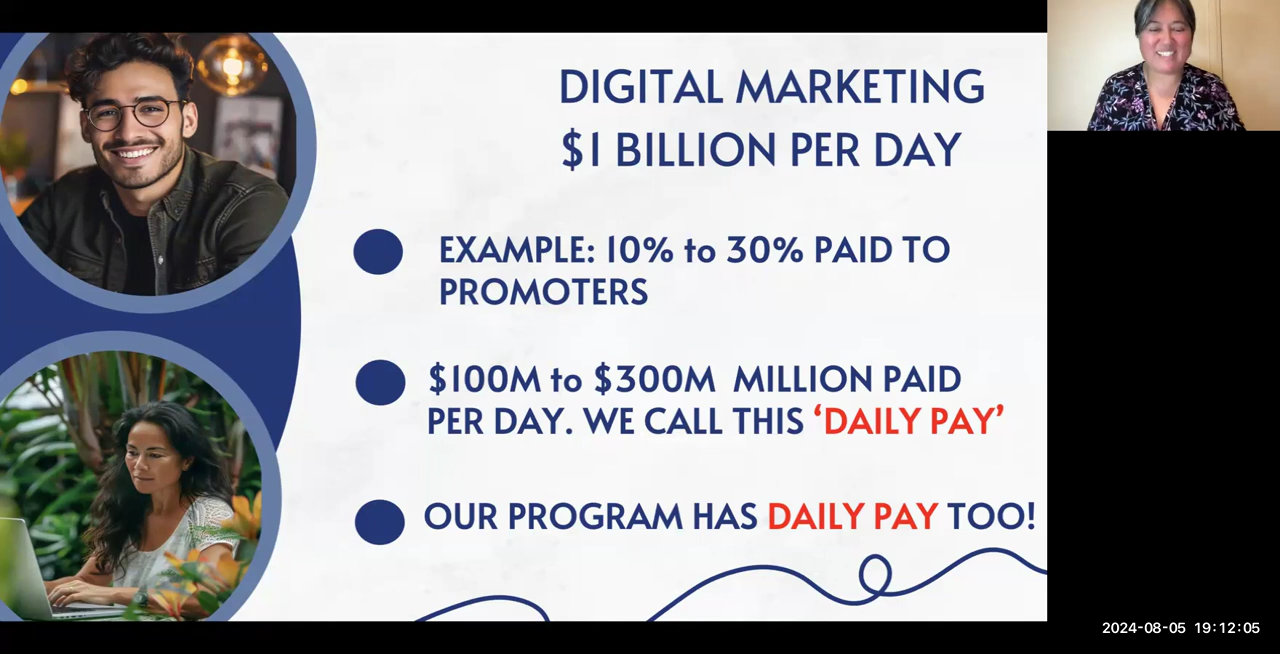 DIGITAL MARKETING
$1 BILLION PER DAY
EXAMPLE: 10% to 30% PAID TO
PROMOTERS
$100M to $300M MILLION PAID
PER DAY. WE CALL THIS ‘DAILY PAY’
OUR PROGRAM HAS DAILY PAY TOO!
2024-08-05 19:12:05